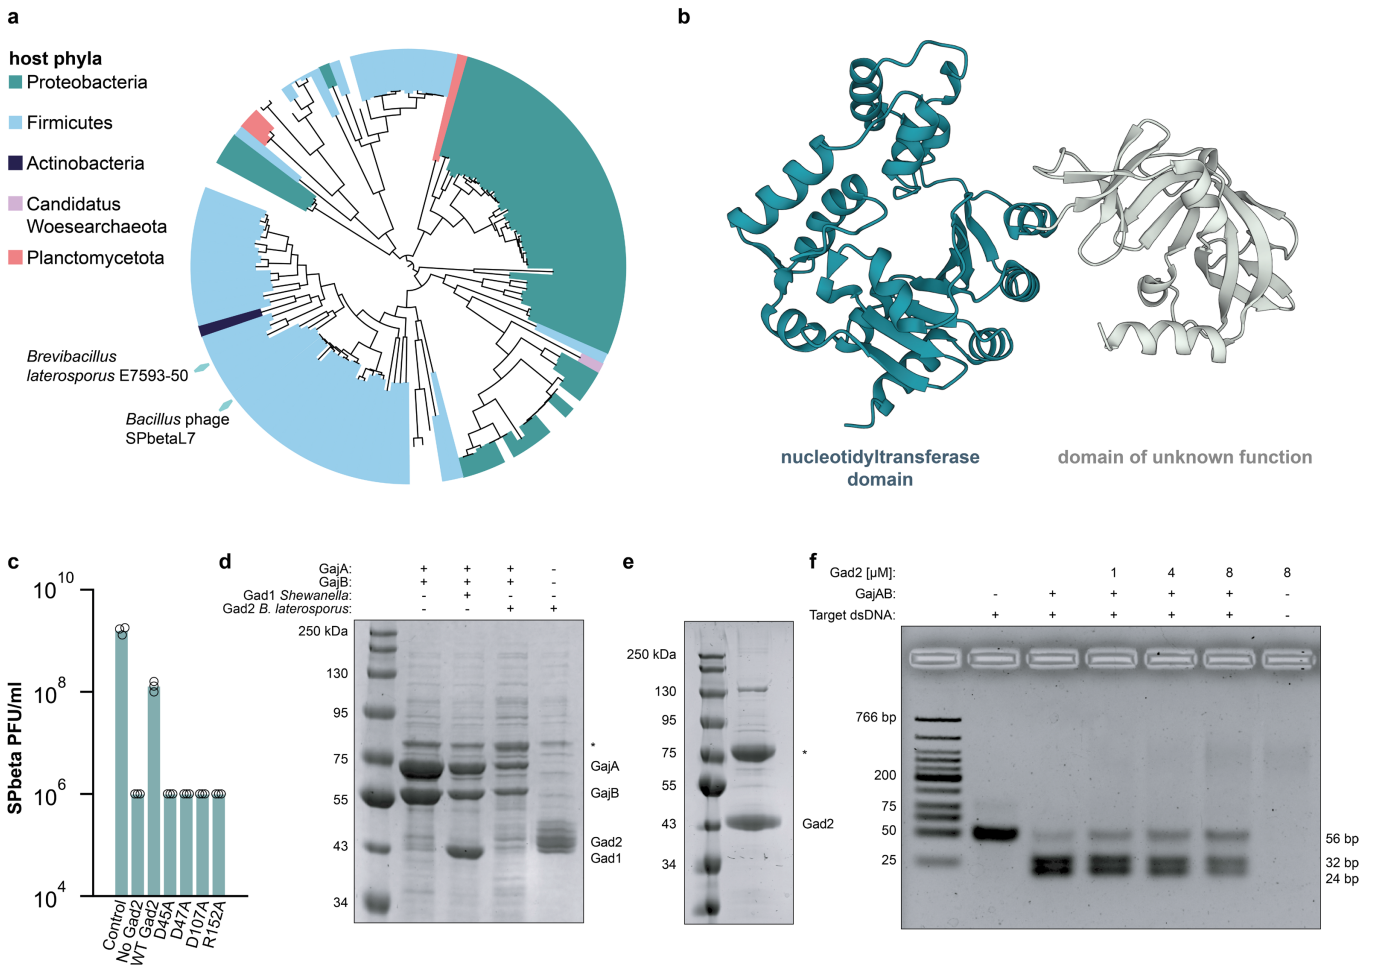 a
host phyla
Proteobacteria
Firmicutes
Actinobacteria
Candidatus
Woesearchaeota
Planctomycetota
Brevibacillus
laterosporus E7593-50
Bacillus phage
SPbetaL7
b
nucleotidyltransferase
domain
domain of unknown function
c
SPbeta PFU/ml
10^10
10^8
10^6
10^4
Control
No Gad2
WT Gad2
D45A
D47A
D107A
R152A
d
GajA: + + + -
GajB: + + + -
Gad1 Shewanella: - + - -
Gad2 B. laterosporus: - - + +
250 kDa
130
95
75
55
43
34
*
GajA
GajB
Gad2
Gad1
e
250 kDa
130
95
75
55
43
34
*
Gad2
f
Gad2 [µM]: 1 4 8 8
GajAB: - + + + + -
Target dsDNA: + + + + + -
766 bp
200
75
50
25
56 bp
32 bp
24 bp